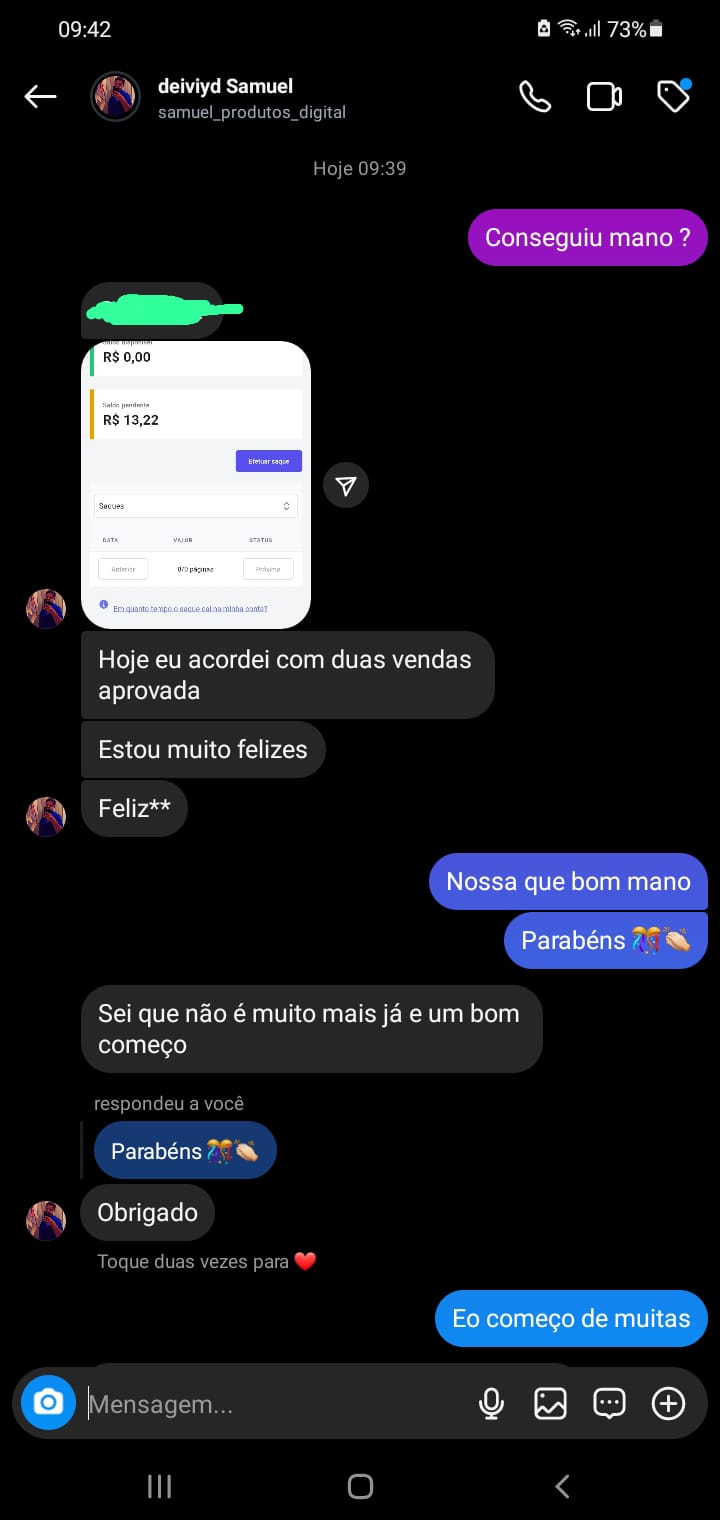 09:42
73%
deiviyd Samuel
samuel_produtos_digital
Hoje 09:39
Conseguiu mano ?
Saldo disponível
R$ 0,00
Saldo pendente
R$ 13,22
Efetuar saque
Saques
DATA VALOR STATUS
Anterior 0/0 páginas Próximo
Em quanto tempo o saque cai na minha conta?
Hoje eu acordei com duas vendas
aprovada
Estou muito felizes
Feliz**
Nossa que bom mano
Parabéns 🎊👏🏻
Sei que não é muito mais já e um bom
começo
respondeu a você
Parabéns 🎊👏🏻
Obrigado
Toque duas vezes para ❤️
Eo começo de muitas
Mensagem...